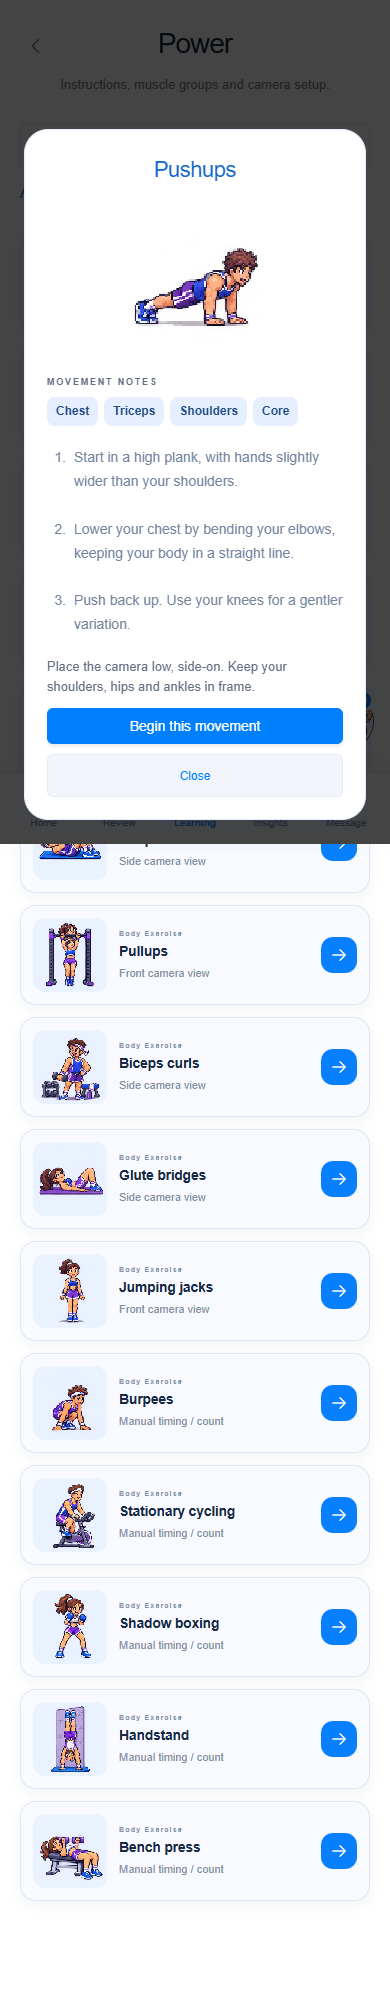 Power
Instructions, muscle groups and camera setup.
Pushups
MOVEMENT NOTES
Chest
Triceps
Shoulders
Core
1. Start in a high plank, with hands slightly
wider than your shoulders.
2. Lower your chest by bending your elbows,
keeping your body in a straight line.
3. Push back up. Use your knees for a gentler
variation.
Place the camera low, side-on. Keep your
shoulders, hips and ankles in frame.
Begin this movement
Close
Home
Review
Learning
Insights
Message
Side camera view
Body Exercise
Pullups
Front camera view
Body Exercise
Biceps curls
Side camera view
Body Exercise
Glute bridges
Side camera view
Body Exercise
Jumping jacks
Front camera view
Body Exercise
Burpees
Manual timing / count
Body Exercise
Stationary cycling
Manual timing / count
Body Exercise
Shadow boxing
Manual timing / count
Body Exercise
Handstand
Manual timing / count
Body Exercise
Bench press
Manual timing / count